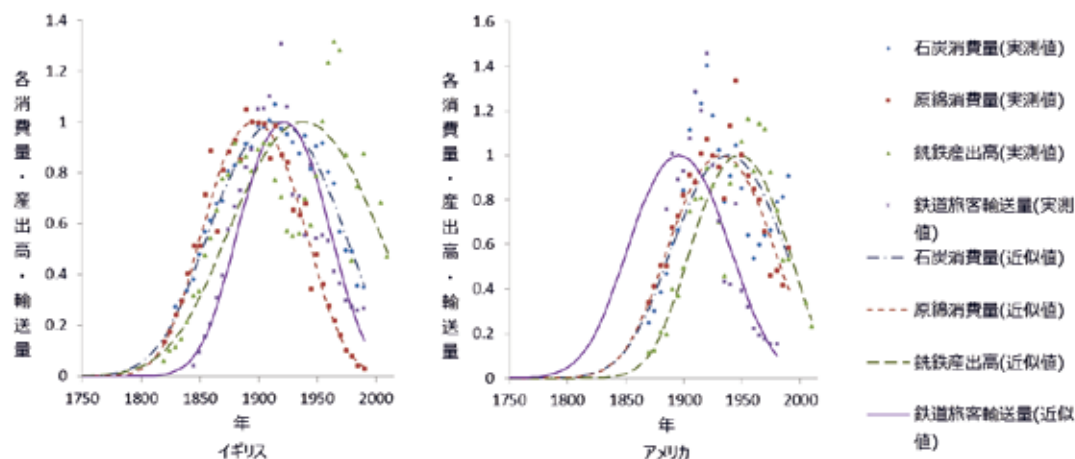 各消費量・産出高・輸送量
1.4
1.2
1
0.8
0.6
0.4
0.2
0
1750 1800 1850 1900 1950 2000
年
イギリス
各消費量・産出高・輸送量
1.6
1.4
1.2
1
0.8
0.6
0.4
0.2
0
1750 1800 1850 1900 1950 2000
年
アメリカ
石炭消費量(実測値)
原綿消費量(実測値)
銑鉄産出高(実測値)
鉄道旅客輸送量(実測
値)
石炭消費量(近似値)
原綿消費量(近似値)
銑鉄産出高(近似値)
鉄道旅客輸送量(近似
値)